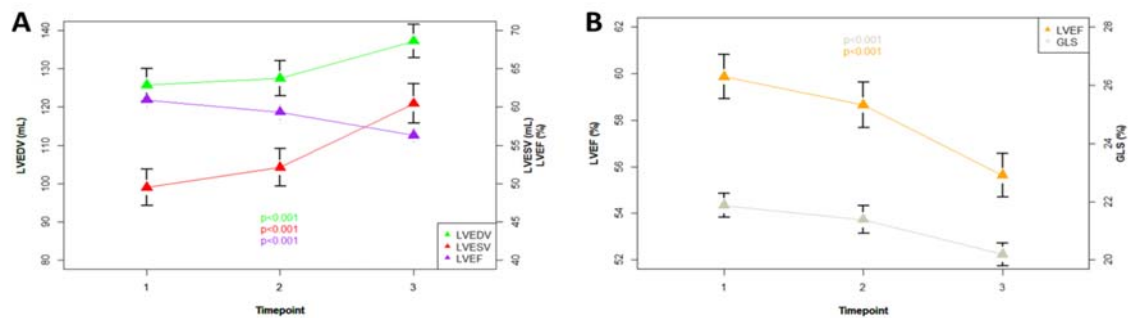 A
LVEDV (mL)
140
130
120
110
100
90
80
70
65
60
55
50
45
40
LVESV (mL)
LVEF (%)
p<0.001
p<0.001
p<0.001
LVEDV
LVESV
LVEF
1
2
3
Timepoint
B
LVEF (%)
62
60
58
56
54
52
28
26
24
22
20
GLS (%)
p<0.001
p<0.001
LVEF
GLS
1
2
3
Timepoint